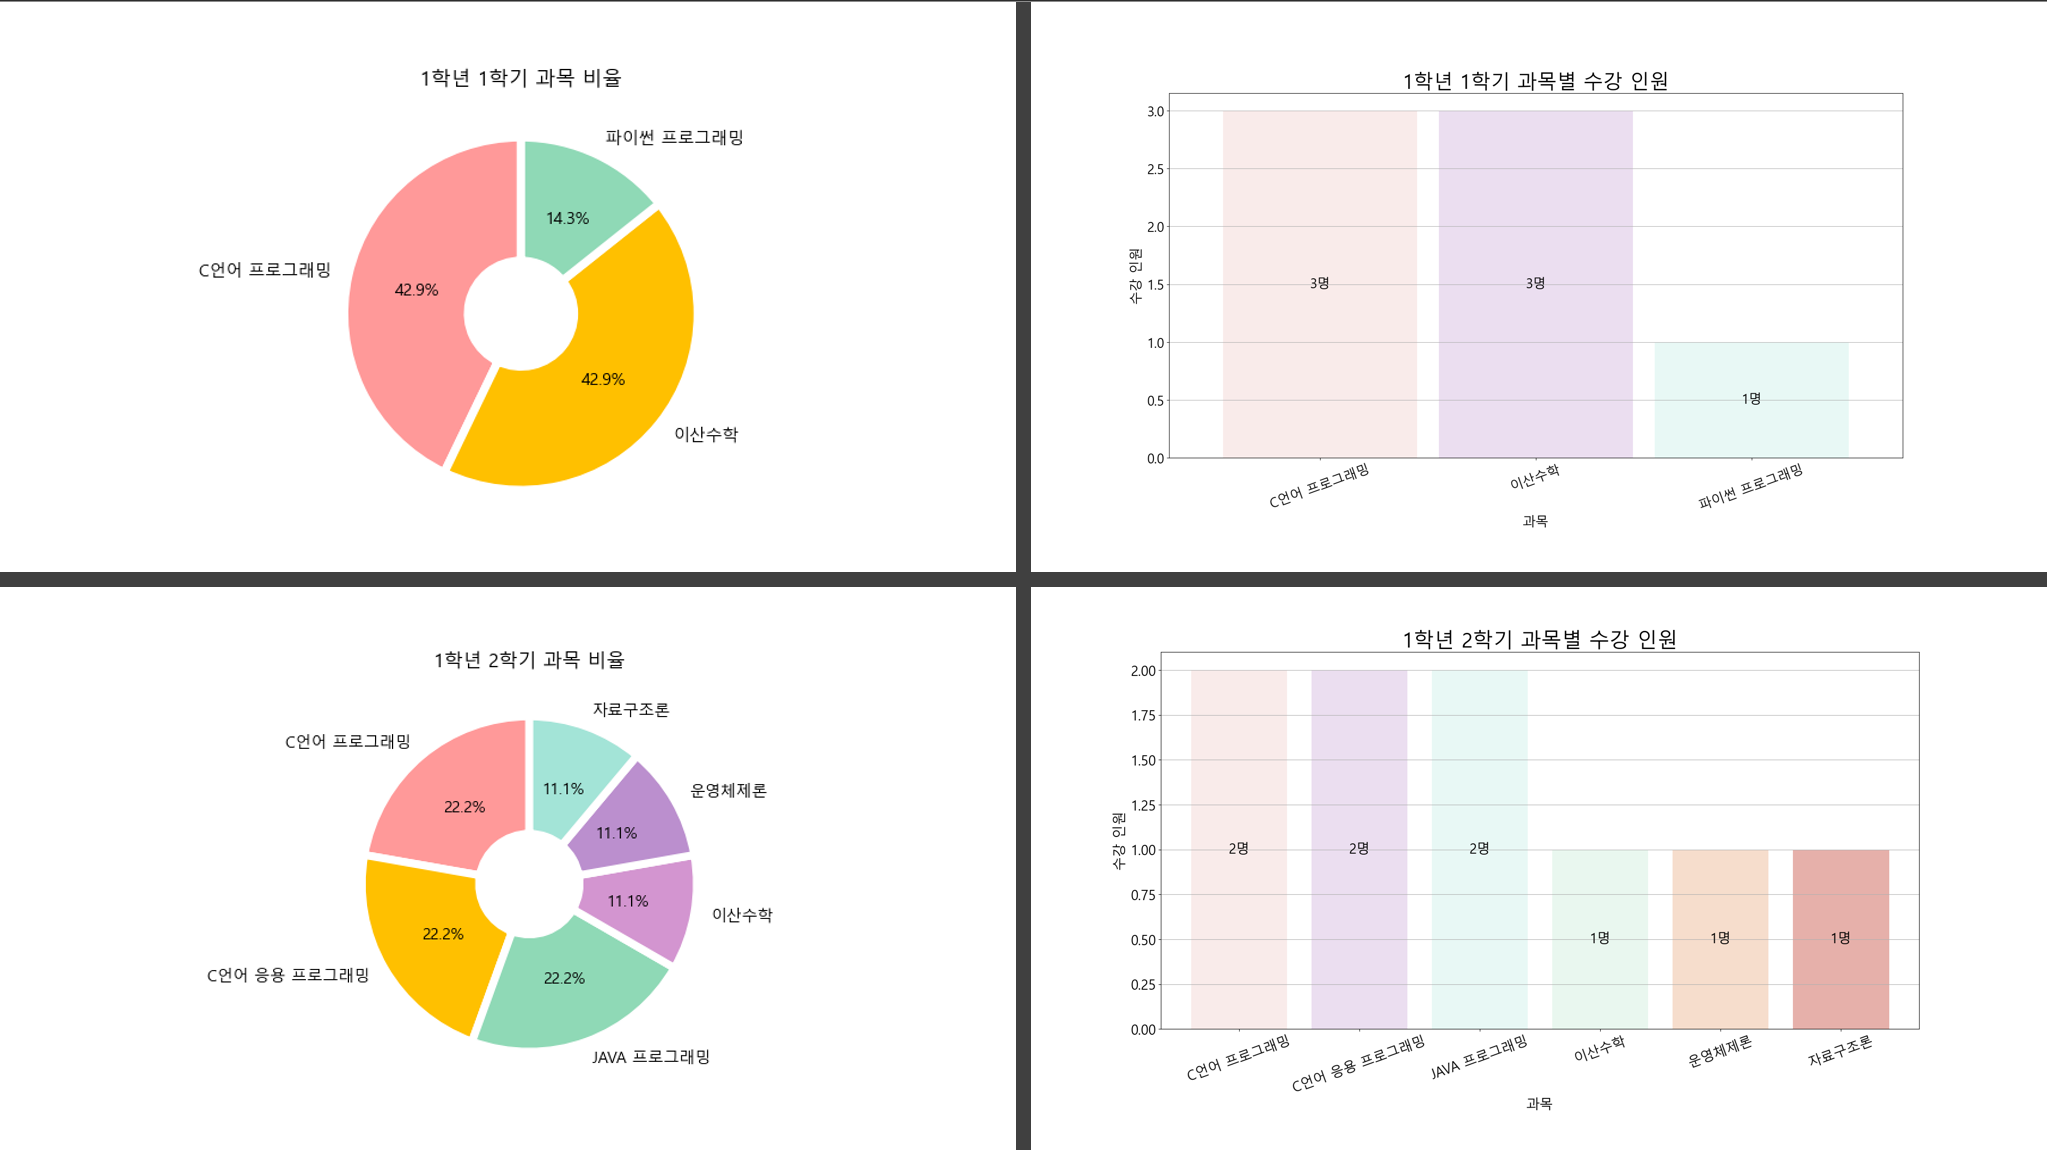 1학년 1학기 과목 비율
파이썬 프로그래밍
14.3%
C언어 프로그래밍
42.9%
42.9%
이산수학
1학년 1학기 과목별 수강 인원
3.0
2.5
2.0
1.5
1.0
0.5
0.0
수강 인원
3명
3명
1명
C언어 프로그래밍
이산수학
파이썬 프로그래밍
과목
1학년 2학기 과목 비율
자료구조론
C언어 프로그래밍
운영체제론
11.1%
22.2%
11.1%
11.1%
이산수학
22.2%
C언어 응용 프로그래밍
22.2%
JAVA 프로그래밍
1학년 2학기 과목별 수강 인원
2.00
1.75
1.50
1.25
1.00
0.75
0.50
0.25
0.00
수강 인원
2명
2명
2명
1명
1명
1명
C언어 프로그래밍
C언어 응용 프로그래밍
JAVA 프로그래밍
이산수학
운영체제론
자료구조론
과목